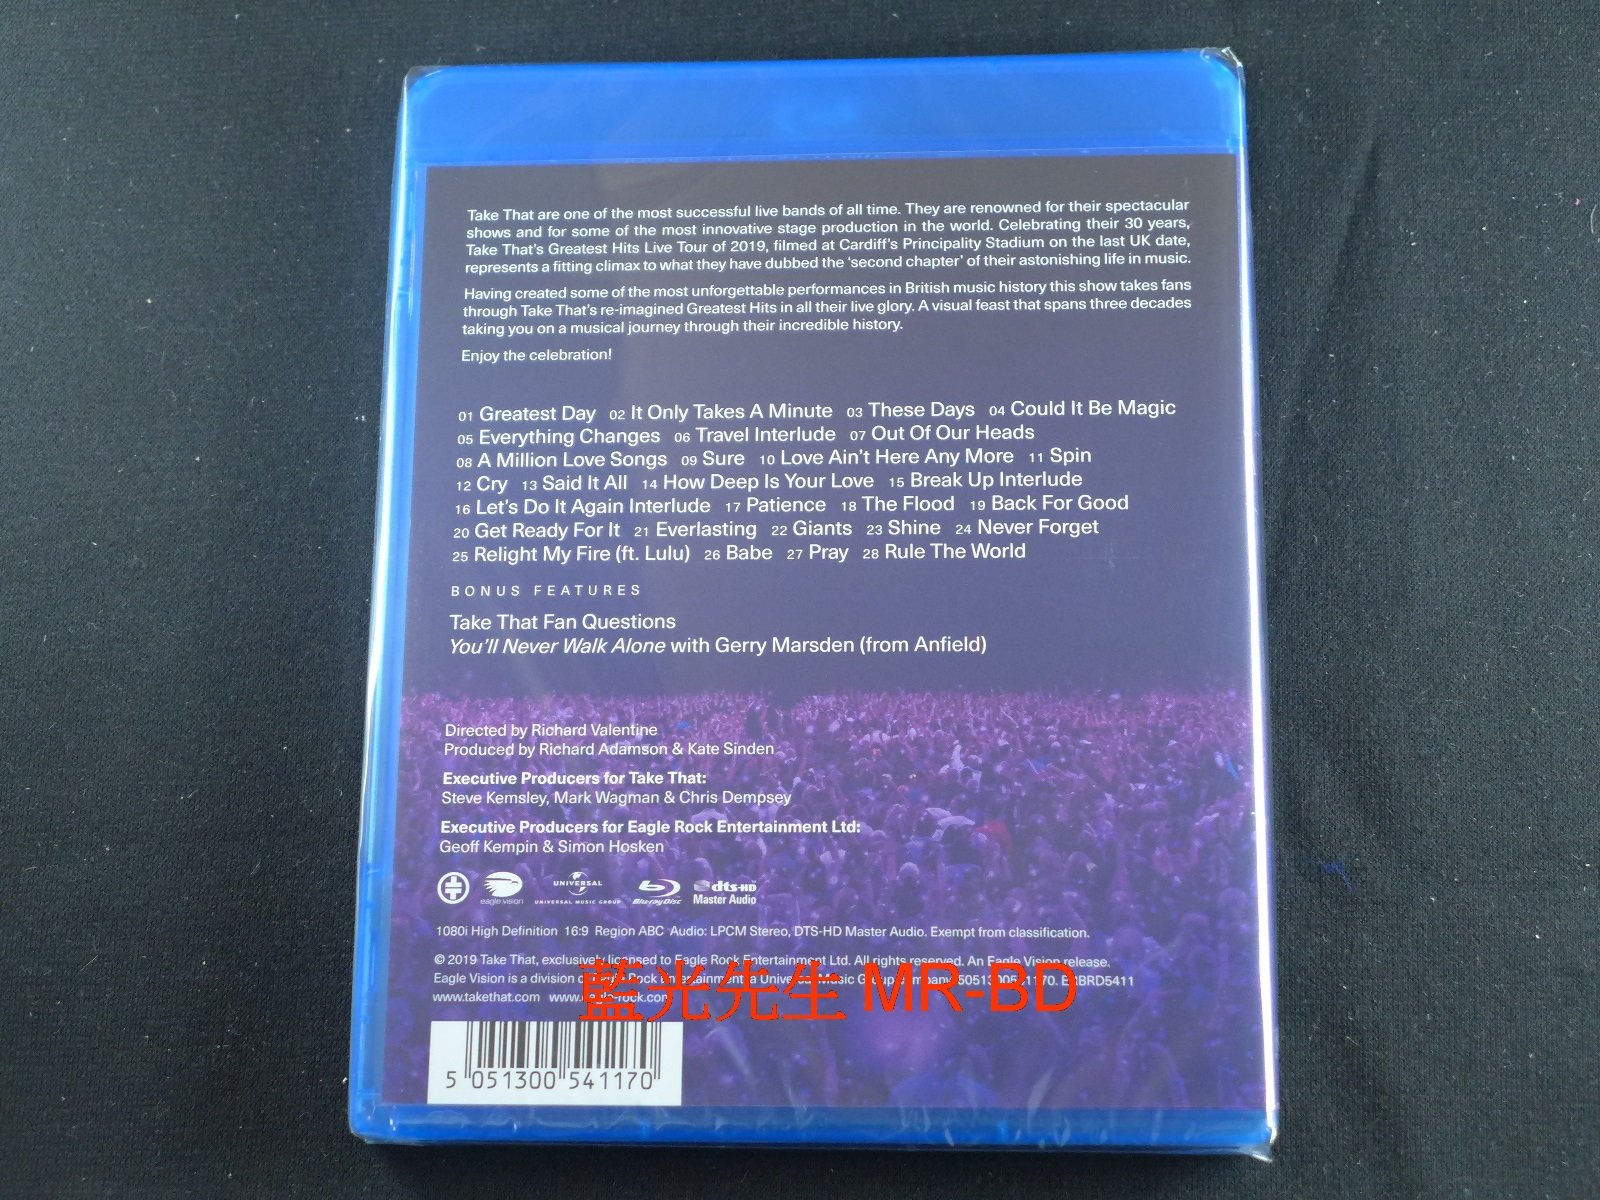 Take That are one of the most successful live bands of all time. They are renowned for their spectacular
shows and for some of the most innovative stage production in the world. Celebrating their 30 years,
Take That's Greatest Hits Live Tour of 2019, filmed at Cardiff's Principality Stadium on the last UK date,
represents a fitting climax to what they have dubbed the 'second chapter' of their astonishing life in music.
Having created some of the most unforgettable performances in British music history this show takes fans
through Take That's re-imagined Greatest Hits in all their live glory. A visual feast that spans three decades
taking you on a musical journey through their incredible history.
Enjoy the celebration!
01 Greatest Day 02 It Only Takes A Minute 03 These Days 04 Could It Be Magic
05 Everything Changes 06 Travel Interlude 07 Out Of Our Heads
08 A Million Love Songs 09 Sure 10 Love Ain't Here Any More 11 Spin
12 Cry 13 Said It All 14 How Deep Is Your Love 15 Break Up Interlude
16 Let's Do It Again Interlude 17 Patience 18 The Flood 19 Back For Good
20 Get Ready For It 21 Everlasting 22 Giants 23 Shine 24 Never Forget
25 Relight My Fire (ft. Lulu) 26 Babe 27 Pray 28 Rule The World
BONUS FEATURES
Take That Fan Questions
You'll Never Walk Alone with Gerry Marsden (from Anfield)
Directed by Richard Valentine
Produced by Richard Adamson & Kate Sinden
Executive Producers for Take That:
Steve Kemsley, Mark Wagman & Chris Dempsey
Executive Producers for Eagle Rock Entertainment Ltd:
Geoff Kempin & Simon Hosken
eagle vision
UNIVERSAL
UNIVERSAL MUSIC GROUP
Blu-ray Disc
dts-HD
Master Audio
1080i High Definition 16:9 Region ABC Audio: LPCM Stereo, DTS-HD Master Audio. Exempt from classification.
© 2019 Take That, exclusively licensed to Eagle Rock Entertainment Ltd. All rights reserved. An Eagle Vision release.
Eagle Vision is a division of Eagle Rock Entertainment a Universal Music Group Company.
www.takethat.com www.eagle-rock.com
藍光先生 MR-BD
5 051300 541170